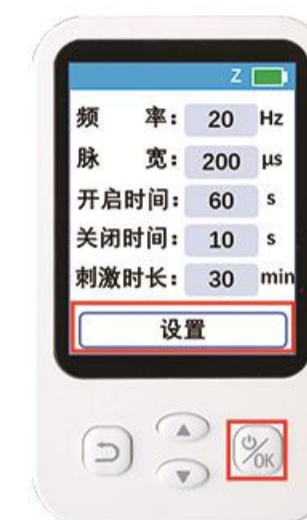 Z
频 率： 20 Hz
脉 宽： 200 μs
开启时间： 60 s
关闭时间： 10 s
刺激时长： 30 min
设置
OK